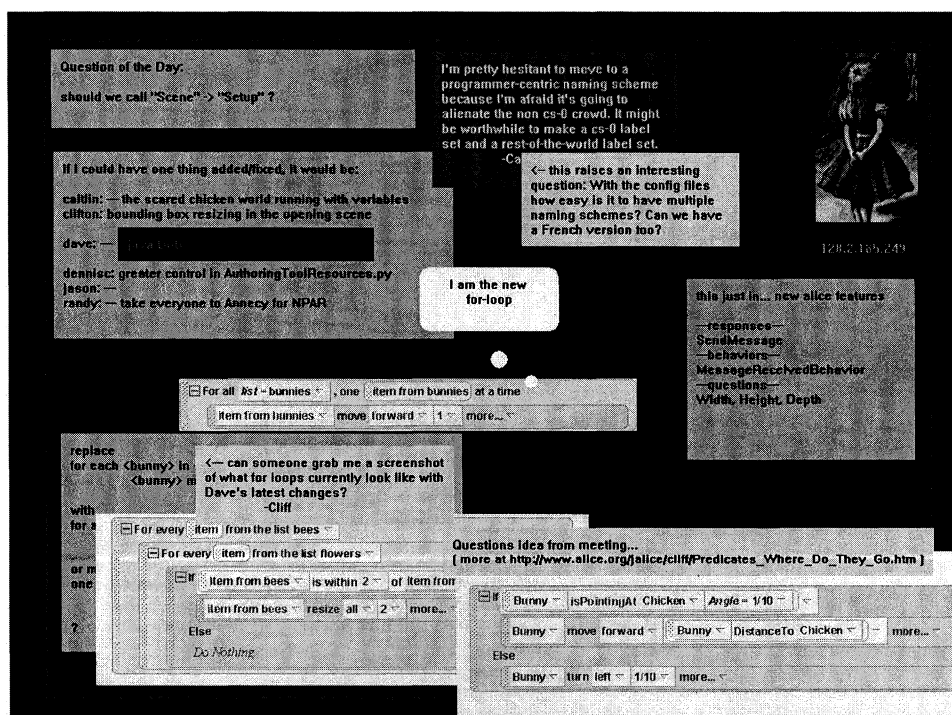 Question of the Day:
should we call "Scene" -> "Setup" ?
I'm pretty hesitant to move to a
programmer-centric naming scheme
because I'm afraid it's going to
alienate the non cs-0 crowd. It might
be worthwhile to make a cs-0 label
set and a rest-of-the-world label set.
-Ca
<- this raises an interesting
question: With the config files
how easy is it to have multiple
naming schemes? Can we have
a French version too?
128.2.165.249
If I could have one thing added/fixed, it would be:
caitlin: — the scared chicken world running with variables
clifton: bounding box resizing in the opening scene
dave: —
dennisc: greater control in AuthoringToolResources.py
jason: —
randy: — take everyone to Annecy for NPAR
I am the new
for-loop
this just in... new alice features
—responses—
SendMessage
—behaviors—
MessageReceivedBehavior
—questions—
Width, Height, Depth
For all list = bunnies , one item from bunnies at a time
item from bunnies move forward 1 more...
replace
for each <bunny> in
<bunny> m
with
for a
or m
one
?
<— can someone grab me a screenshot
of what for loops currently look like with
Dave's latest changes?
-Cliff
For every item from the list bees
For every item from the list flowers
If item from bees is within 2 of item from
item from bees resize all 2 more...
Else
Do Nothing
Questions idea from meeting...
[ more at http://www.alice.org/jalice/cliff/Predicates_Where_Do_They_Go.htm ]
If Bunny isPointingAt Chicken Angle = 1/10
Bunny move forward Bunny DistanceTo Chicken more...
Else
Bunny turn left 1/10 more...